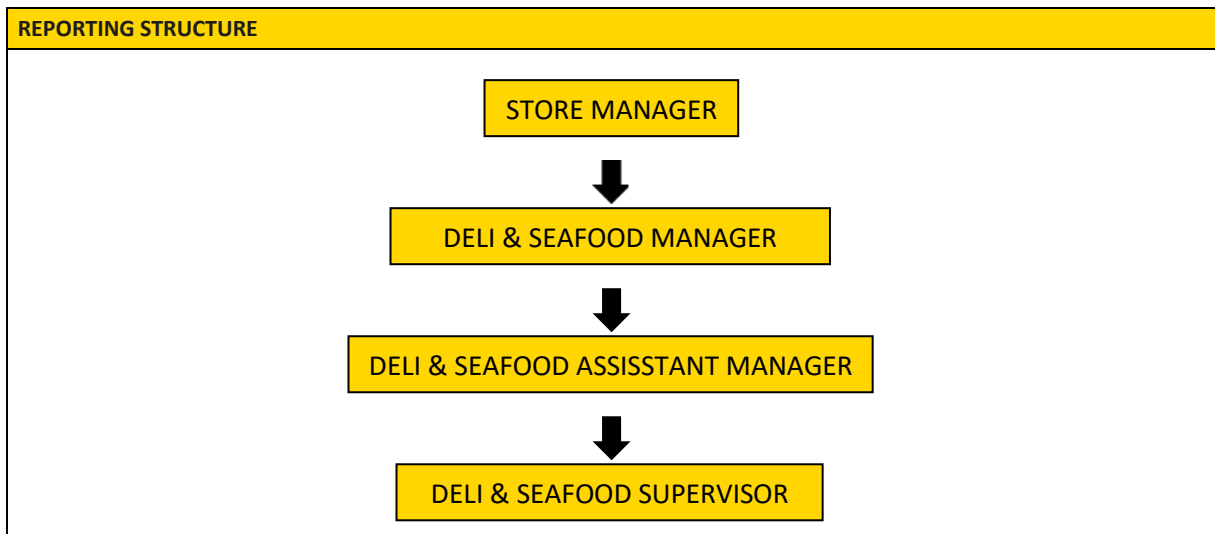 REPORTING STRUCTURE
STORE MANAGER
DELI & SEAFOOD MANAGER
DELI & SEAFOOD ASSISSTANT MANAGER
DELI & SEAFOOD SUPERVISOR